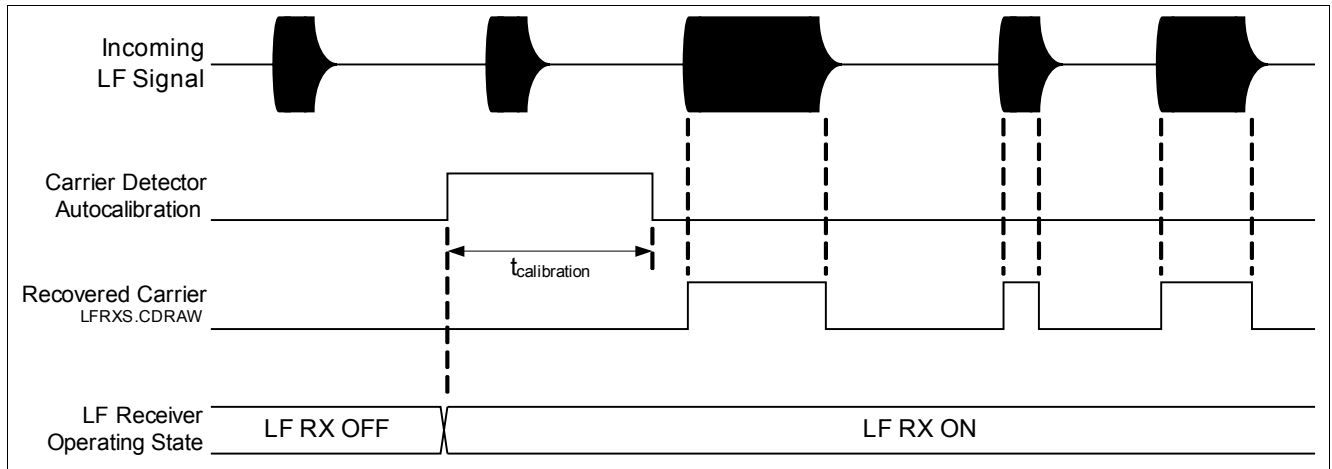 Incoming
LF Signal
Carrier Detector
Autocalibration
tcalibration
Recovered Carrier
LFRXS.CDRAW
LF Receiver
Operating State
LF RX OFF
LF RX ON